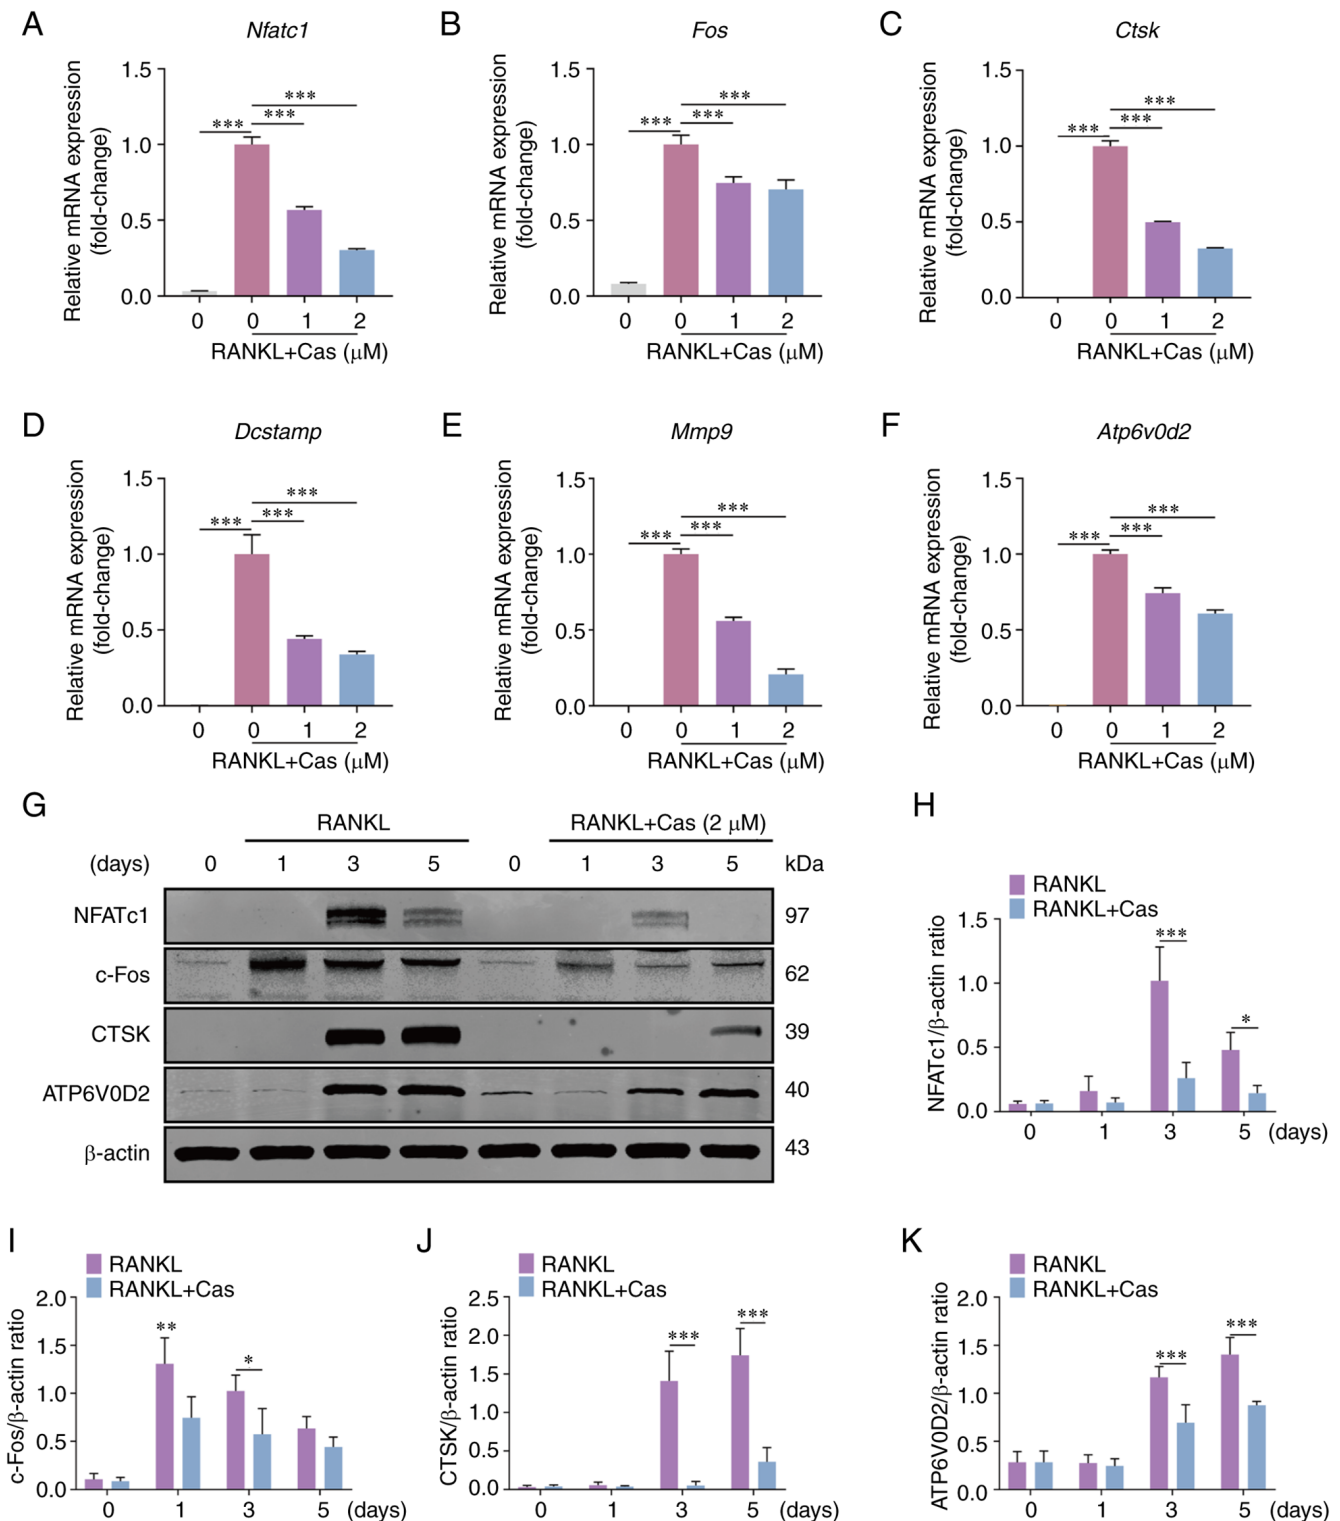 A
Nfatc1
Relative mRNA expression
(fold-change)
1.5
1.0
0.5
0.0
***
***
***
0 0 1 2
RANKL+Cas (μM)
B
Fos
Relative mRNA expression
(fold-change)
1.5
1.0
0.5
0.0
***
***
***
0 0 1 2
RANKL+Cas (μM)
C
Ctsk
Relative mRNA expression
(fold-change)
1.5
1.0
0.5
0.0
***
***
***
0 0 1 2
RANKL+Cas (μM)
D
Dcstamp
Relative mRNA expression
(fold-change)
1.5
1.0
0.5
0.0
***
***
***
0 0 1 2
RANKL+Cas (μM)
E
Mmp9
Relative mRNA expression
(fold-change)
1.5
1.0
0.5
0.0
***
***
***
0 0 1 2
RANKL+Cas (μM)
F
Atp6v0d2
Relative mRNA expression
(fold-change)
1.5
1.0
0.5
0.0
***
***
***
0 0 1 2
RANKL+Cas (μM)
G
RANKL RANKL+Cas (2 μM)
(days) 0 1 3 5 0 1 3 5 kDa
NFATc1 97
c-Fos 62
CTSK 39
ATP6V0D2 40
β-actin 43
H
RANKL
RANKL+Cas
NFATc1/β-actin ratio
1.5
1.0
0.5
0.0
***
*
0 1 3 5 (days)
I
RANKL
RANKL+Cas
c-Fos/β-actin ratio
2.0
1.5
1.0
0.5
0.0
**
*
0 1 3 5 (days)
J
RANKL
RANKL+Cas
CTSK/β-actin ratio
2.5
2.0
1.5
1.0
0.5
0.0
***
***
0 1 3 5 (days)
K
RANKL
RANKL+Cas
ATP6V0D2/β-actin ratio
2.0
1.5
1.0
0.5
0.0
***
***
0 1 3 5 (days)